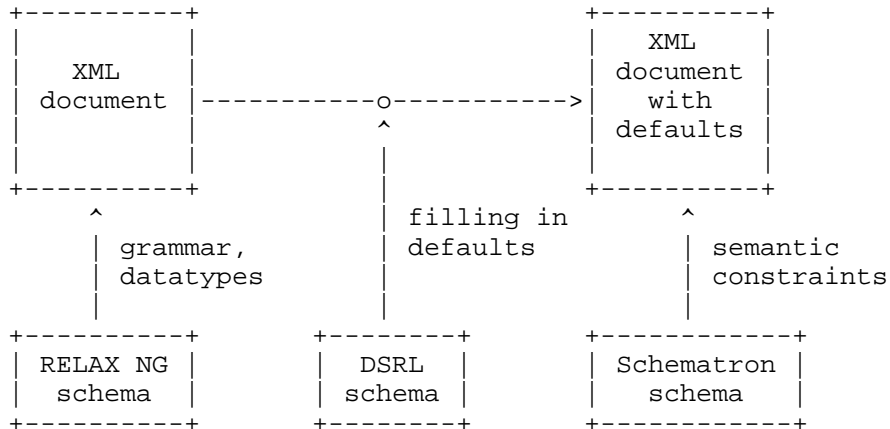 XML
document
XML
document
with
defaults
filling in
defaults
grammar,
datatypes
semantic
constraints
RELAX NG
schema
DSRL
schema
Schematron
schema